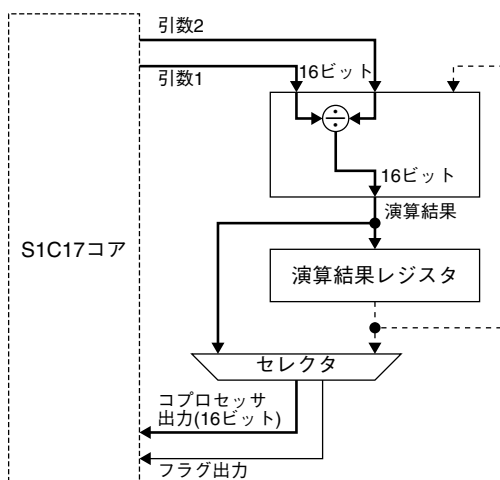 引数2
引数1
16ビット
÷
16ビット
演算結果
S1C17コア
演算結果レジスタ
セレクタ
コプロセッサ
出力(16ビット)
フラグ出力